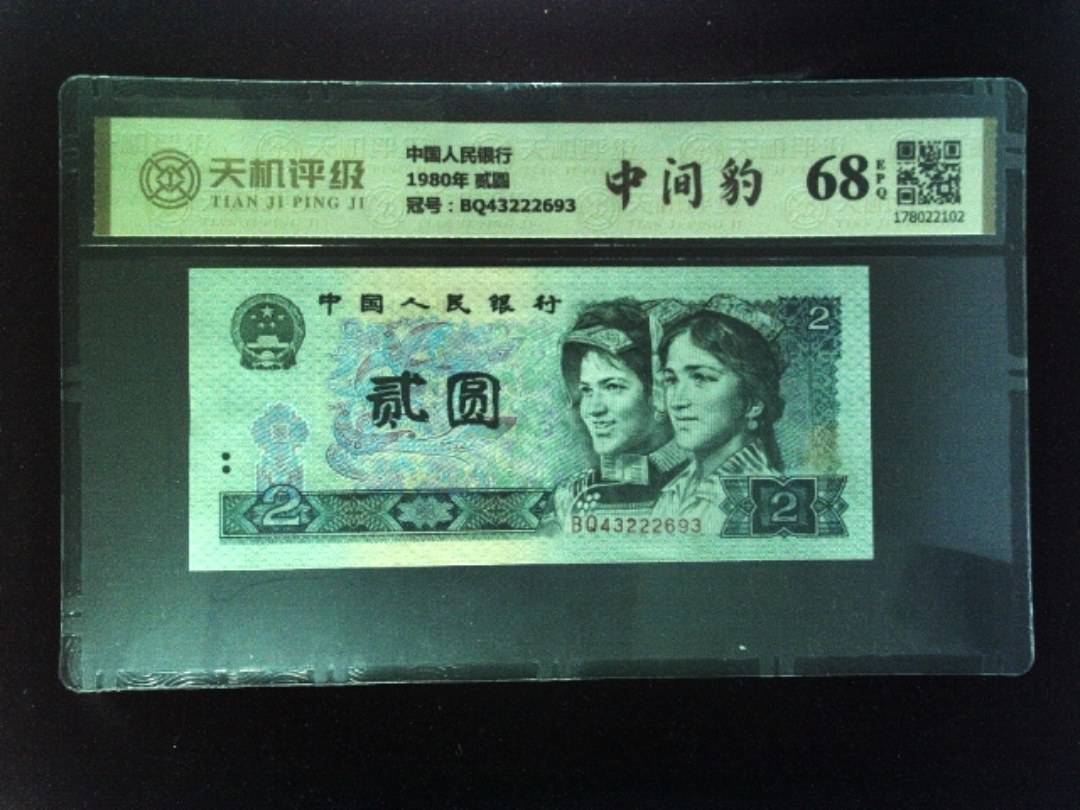 天机评级
TIAN JI PING JI
中国人民银行
1980年 贰圆
冠号：BQ43222693
中间豹
68
EPQ
178022102
中国人民银行
2
贰圆
2
BQ43222693
2